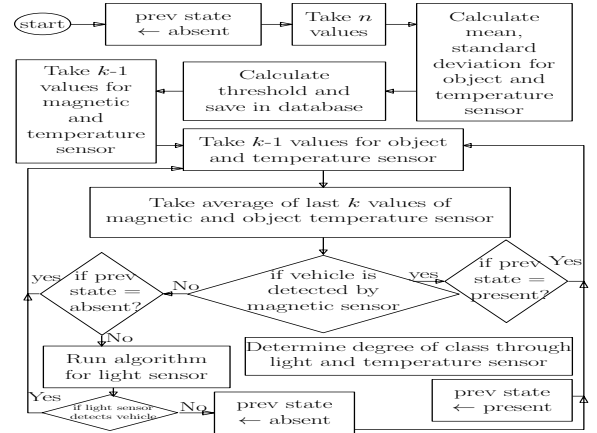 start
prev state
← absent
Take n
values
Calculate
mean,
standard
deviation for
object and
temperature
sensor
Calculate
threshold and
save in database
Take k-1
values for
magnetic
and
temperature
sensor
Take k-1 values for object
and temperature sensor
Take average of last k values of
magnetic and object temperature sensor
if vehicle is
detected by
magnetic sensor
yes
if prev
state =
present?
Yes
No
if prev
state =
absent?
yes
No
Determine degree of class through
light and temperature sensor
Run algorithm
for light sensor
if light sensor
detects vehicle
Yes
No
prev state
← absent
prev state
← present